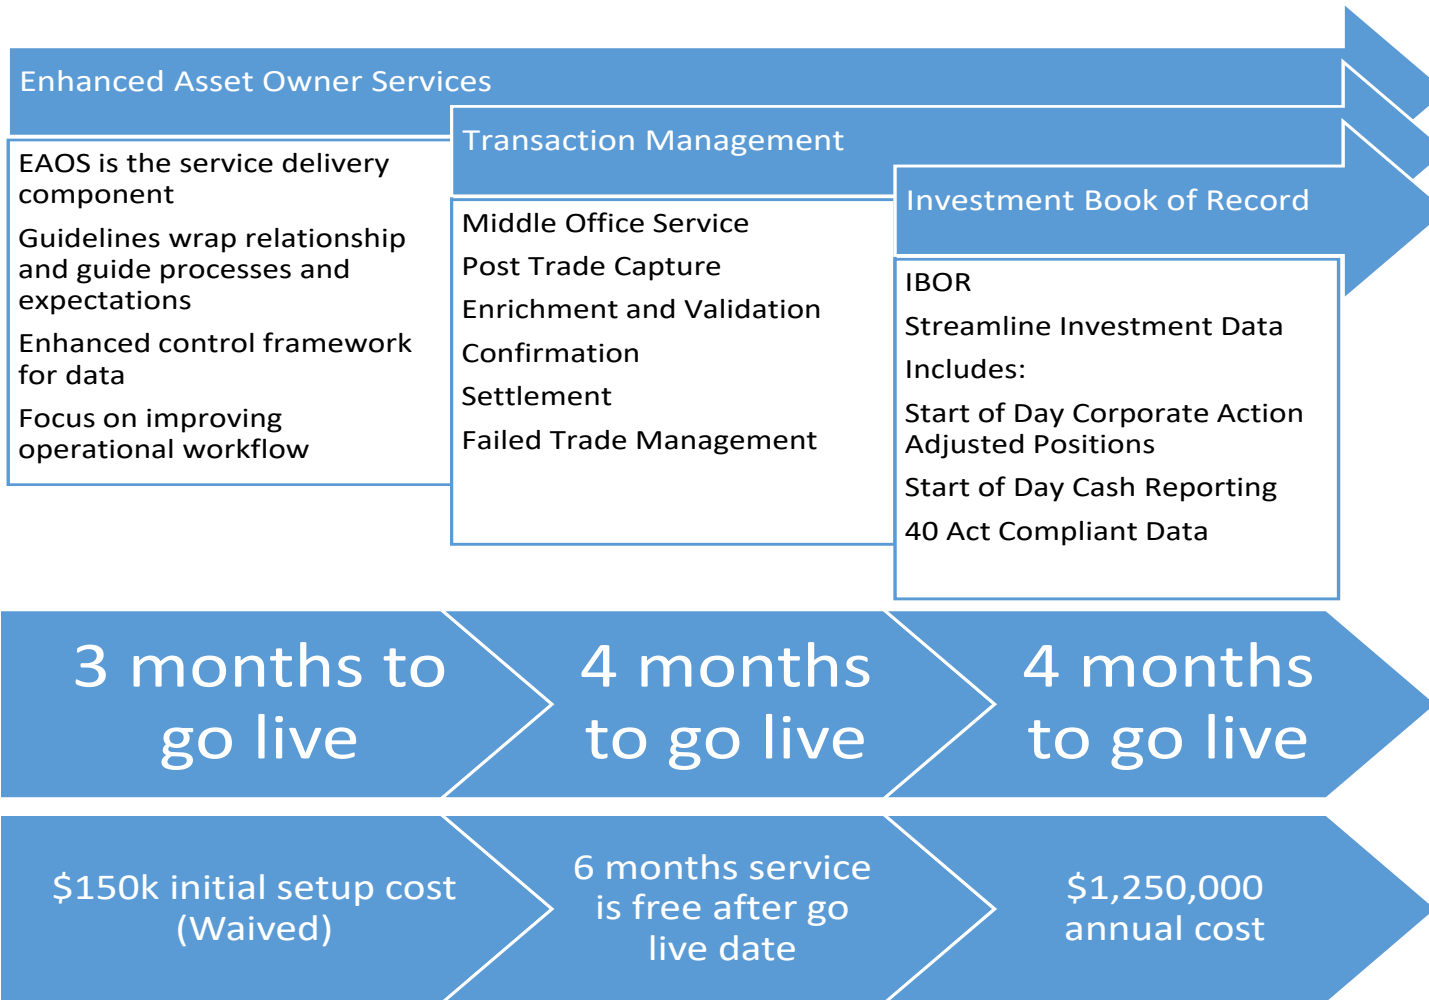 Enhanced Asset Owner Services
EAOS is the service delivery
component
Guidelines wrap relationship
and guide processes and
expectations
Enhanced control framework
for data
Focus on improving
operational workflow
Transaction Management
Middle Office Service
Post Trade Capture
Enrichment and Validation
Confirmation
Settlement
Failed Trade Management
Investment Book of Record
IBOR
Streamline Investment Data
Includes:
Start of Day Corporate Action
Adjusted Positions
Start of Day Cash Reporting
40 Act Compliant Data
3 months to
go live
4 months
to go live
4 months
to go live
$150k initial setup cost
(Waived)
6 months service
is free after go
live date
$1,250,000
annual cost